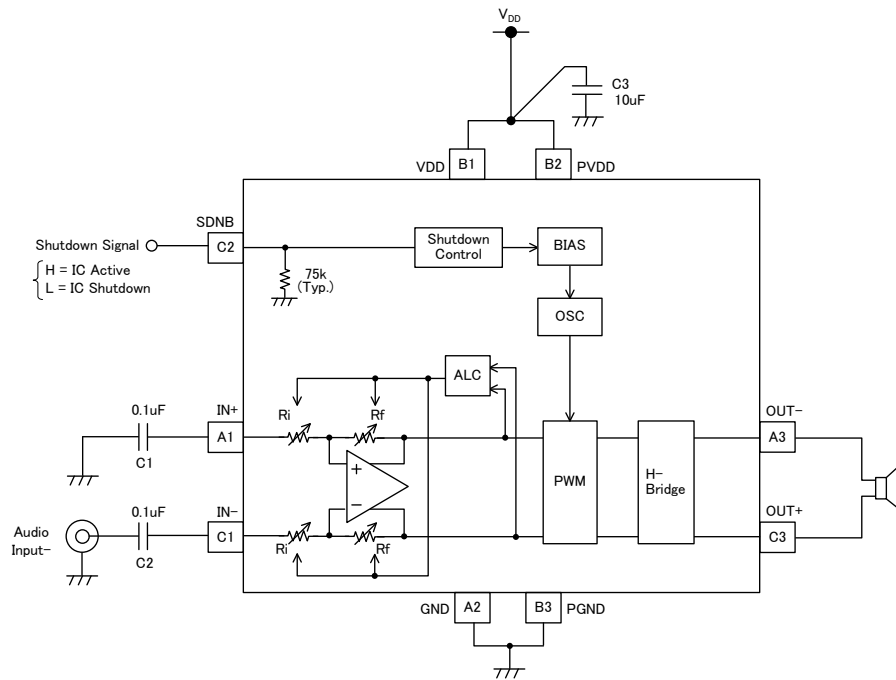 VDD
C3
10uF
VDD
B1
B2
PVDD
SDNB
Shutdown Signal
C2
H = IC Active
L = IC Shutdown
75k
(Typ.)
Shutdown
Control
BIAS
OSC
ALC
0.1uF
IN+
Ri
Rf
OUT-
A1
A3
C1
+
-
PWM
H-
Bridge
0.1uF
IN-
OUT+
Audio
Input-
C1
Ri
Rf
C3
C2
GND
A2
B3
PGND